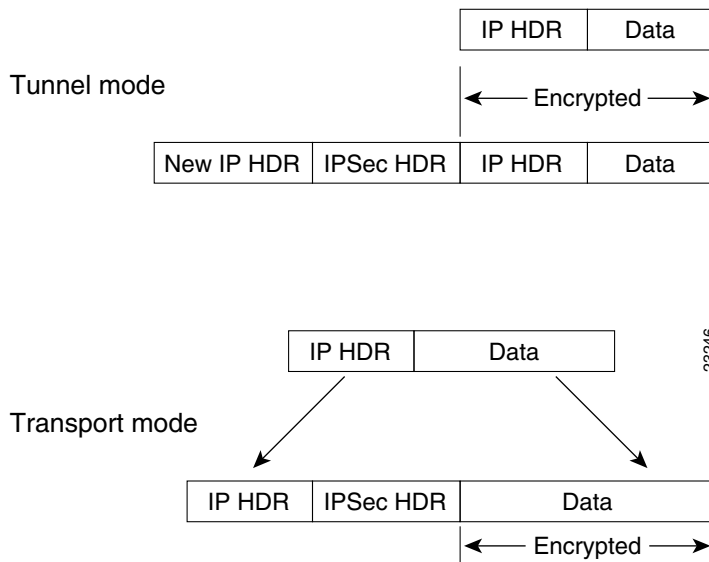 IP HDR Data
Tunnel mode
Encrypted
New IP HDR IPSec HDR IP HDR Data
IP HDR Data
23246
Transport mode
IP HDR IPSec HDR Data
Encrypted